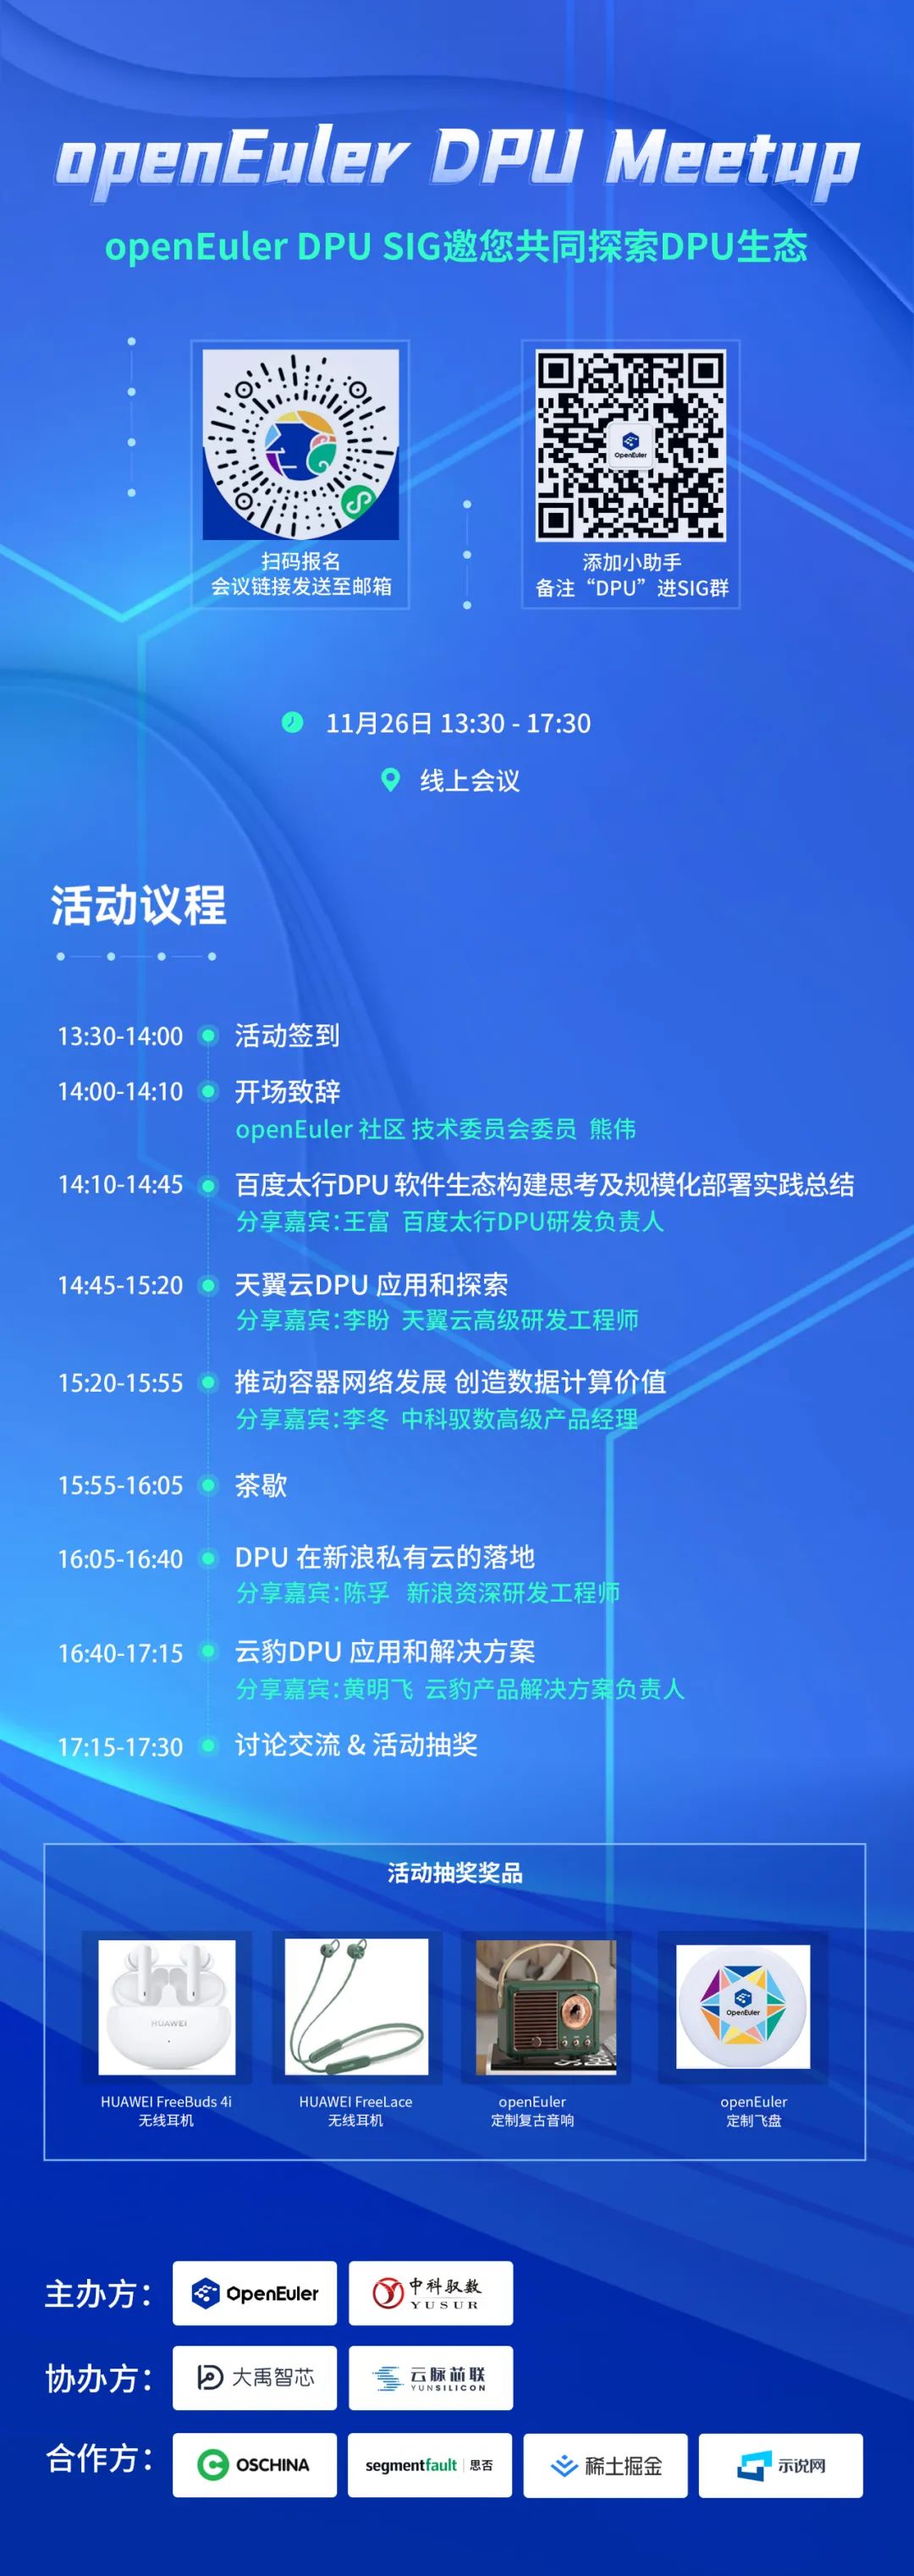 openEuler DPU Meetup
openEuler DPU SIG邀您共同探索DPU生态
OpenEuler
扫码报名
会议链接发送至邮箱
添加小助手
备注“DPU”进SIG群
11月26日 13:30 - 17:30
线上会议
活动议程
13:30-14:00 活动签到
14:00-14:10 开场致辞
openEuler 社区 技术委员会委员 熊伟
14:10-14:45 百度太行DPU 软件生态构建思考及规模化部署实践总结
分享嘉宾：王富 百度太行DPU研发负责人
14:45-15:20 天翼云DPU 应用和探索
分享嘉宾：李盼 天翼云高级研发工程师
15:20-15:55 推动容器网络发展 创造数据计算价值
分享嘉宾：李冬 中科驭数高级产品经理
15:55-16:05 茶歇
16:05-16:40 DPU 在新浪私有云的落地
分享嘉宾：陈孚 新浪资深研发工程师
16:40-17:15 云豹DPU 应用和解决方案
分享嘉宾：黄明飞 云豹产品解决方案负责人
17:15-17:30 讨论交流 & 活动抽奖
活动抽奖奖品
HUAWEI
OpenEuler
HUAWEI FreeBuds 4i
无线耳机
HUAWEI FreeLace
无线耳机
openEuler
定制复古音响
openEuler
定制飞盘
主办方： OpenEuler 中科驭数
YUSUR
协办方： 大禹智芯 云脉芯联
YUNSILICON
合作方： OSCHINA segmentfault 思否 稀土掘金 示说网